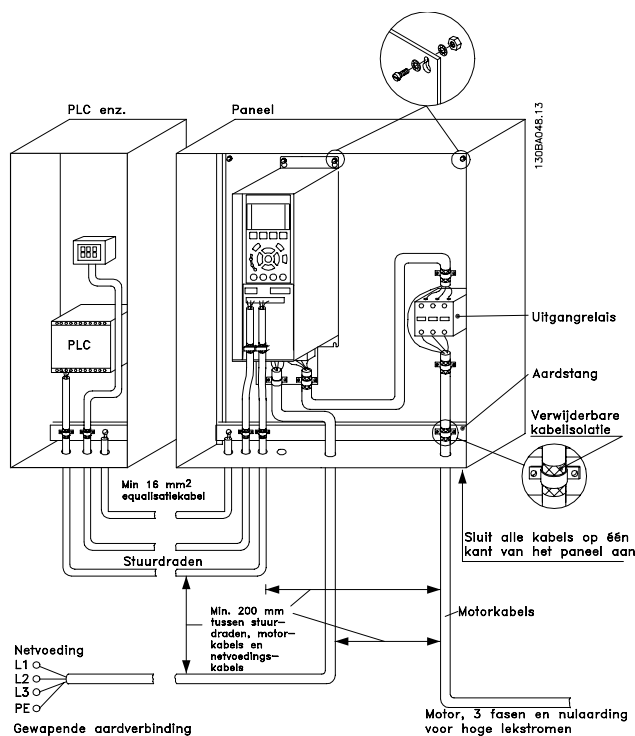 PLC enz.
Paneel
130BA048.13
PLC
Uitgangrelais
Aardstang
Verwijderbare
kabelisolatie
Min 16 mm2
equalisatiekabel
Sluit alle kabels op één
kant van het paneel aan
Stuurdraden
Min. 200 mm
tussen stuur-
draden, motor-
kabels en
netvoedings-
kabels
Motorkabels
Netvoeding
L1
L2
L3
PE
Gewapende aardverbinding
Motor, 3 fasen en nulaarding
voor hoge lekstromen